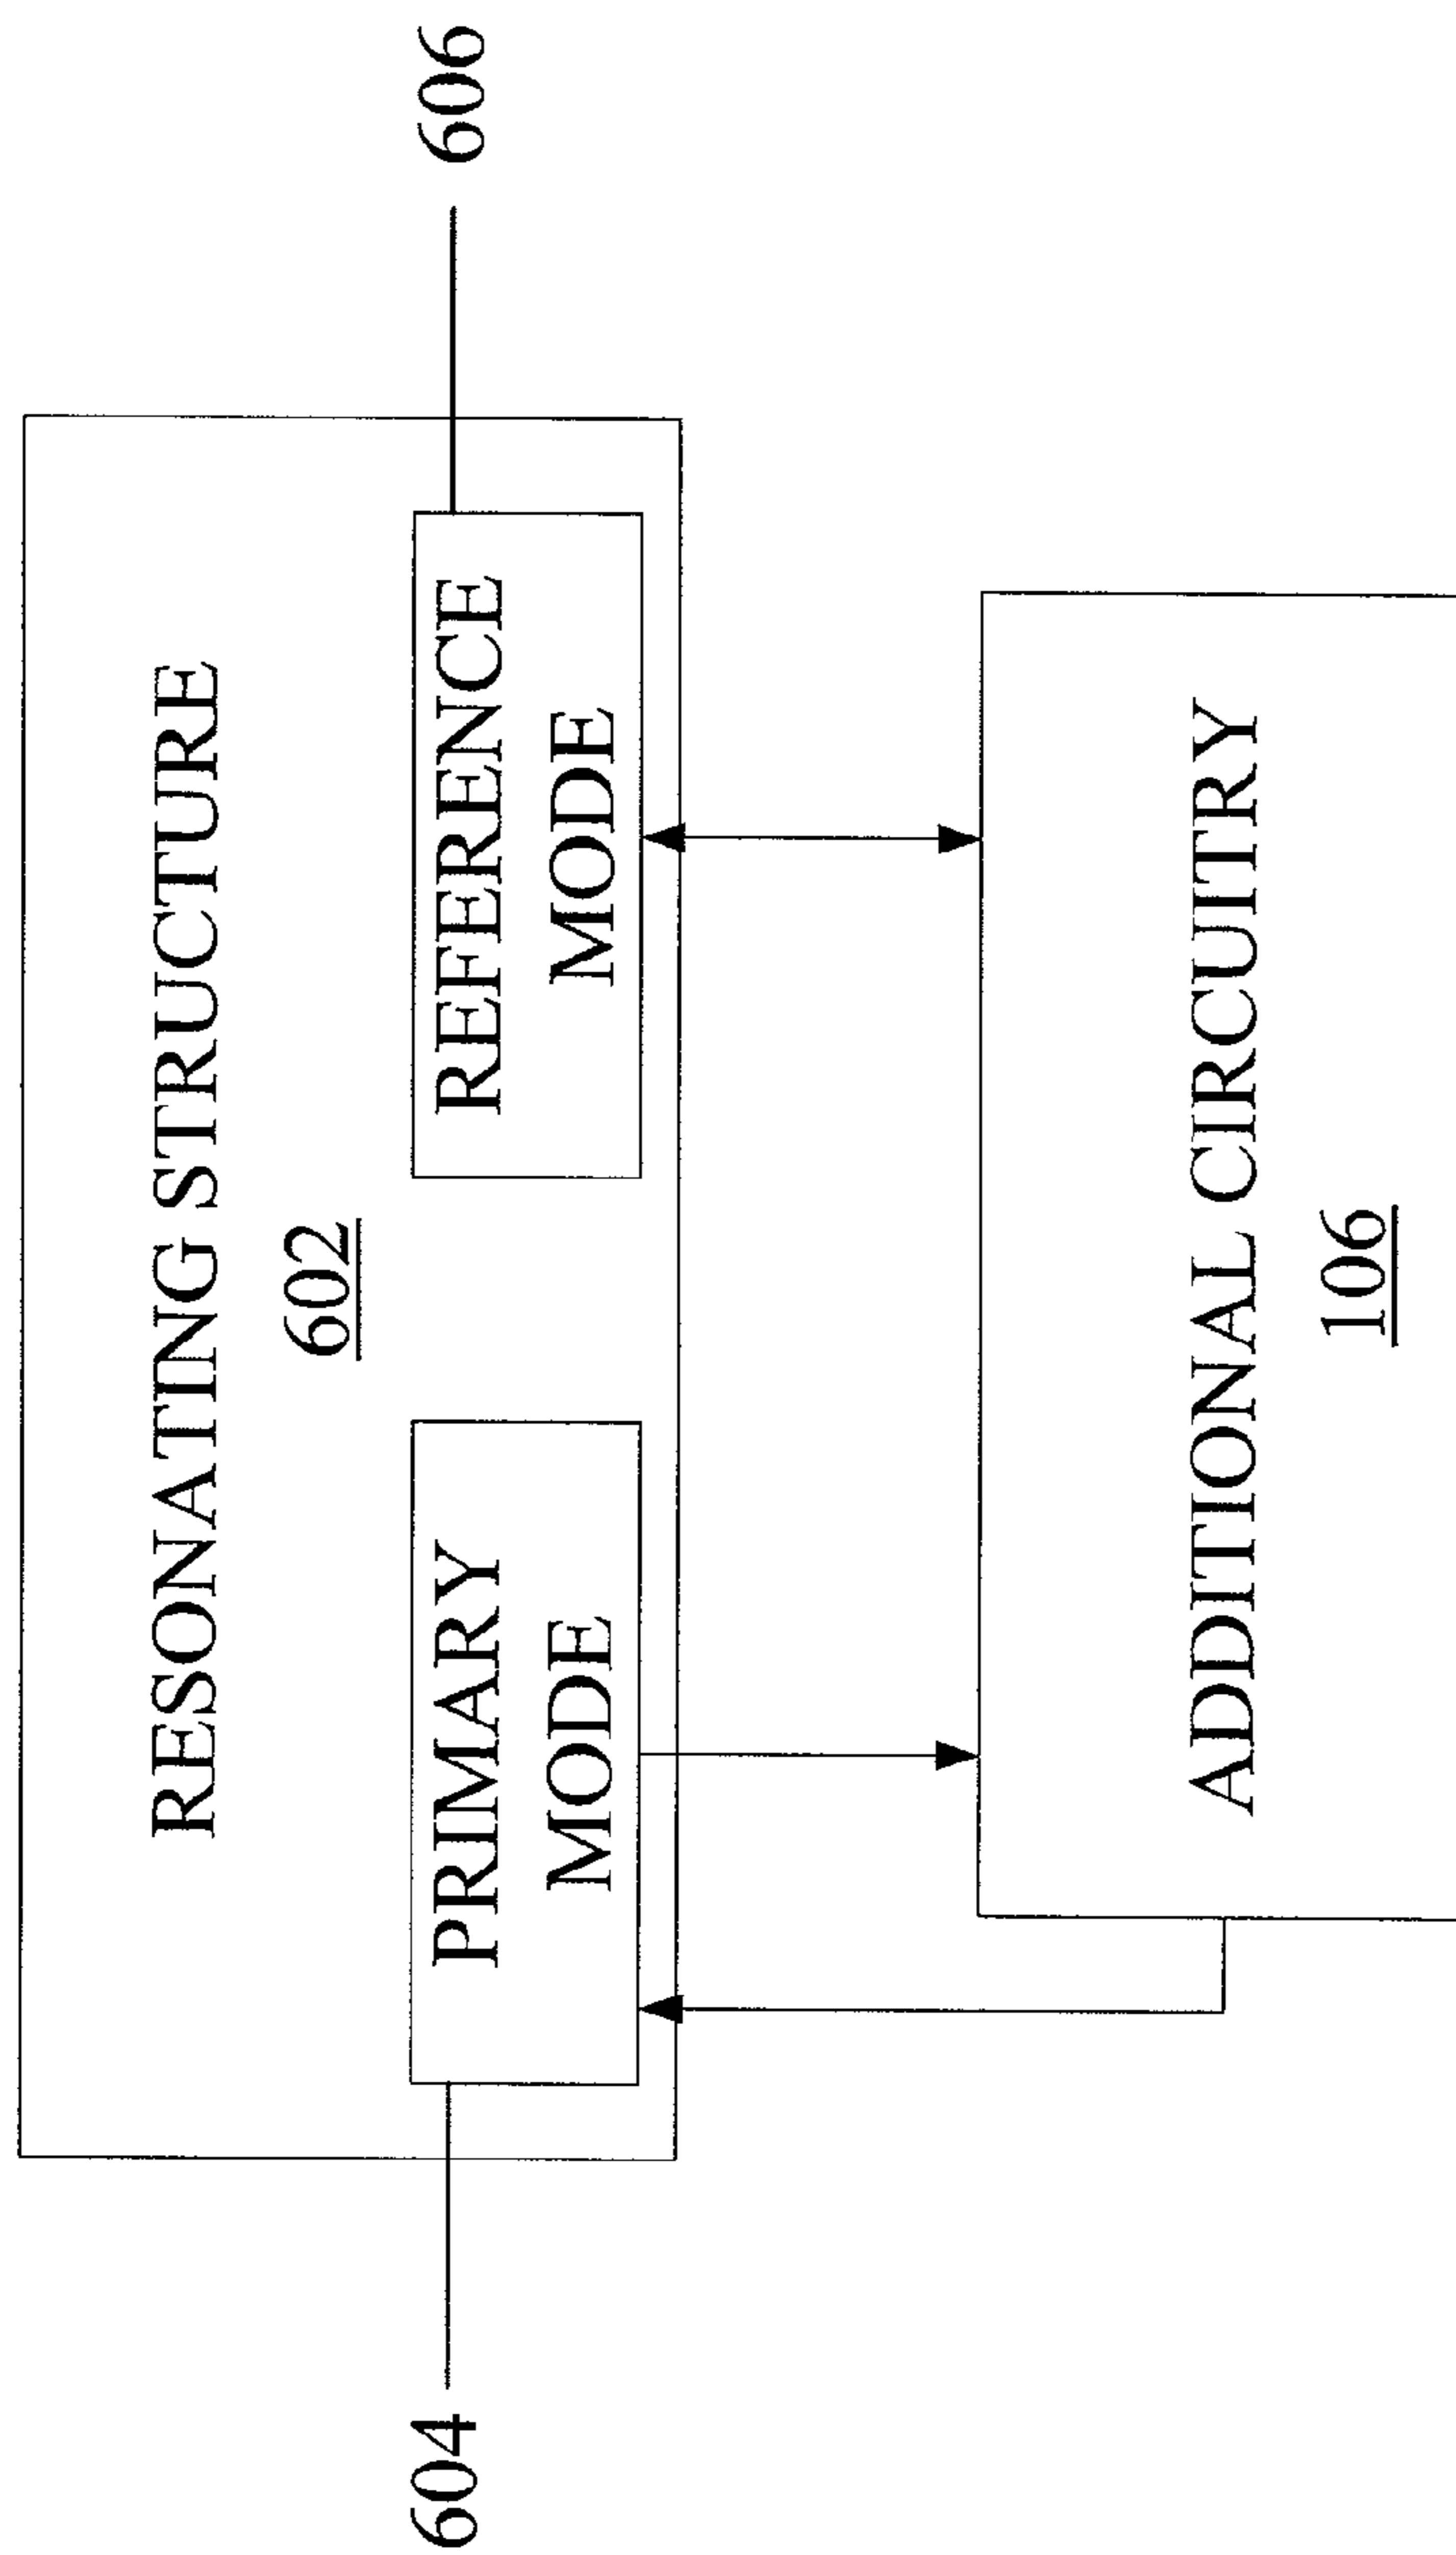 RESONATING STRUCTURE
602
PRIMARY
MODE
REFERENCE
MODE
604
606
ADDITIONAL CIRCUITRY
106